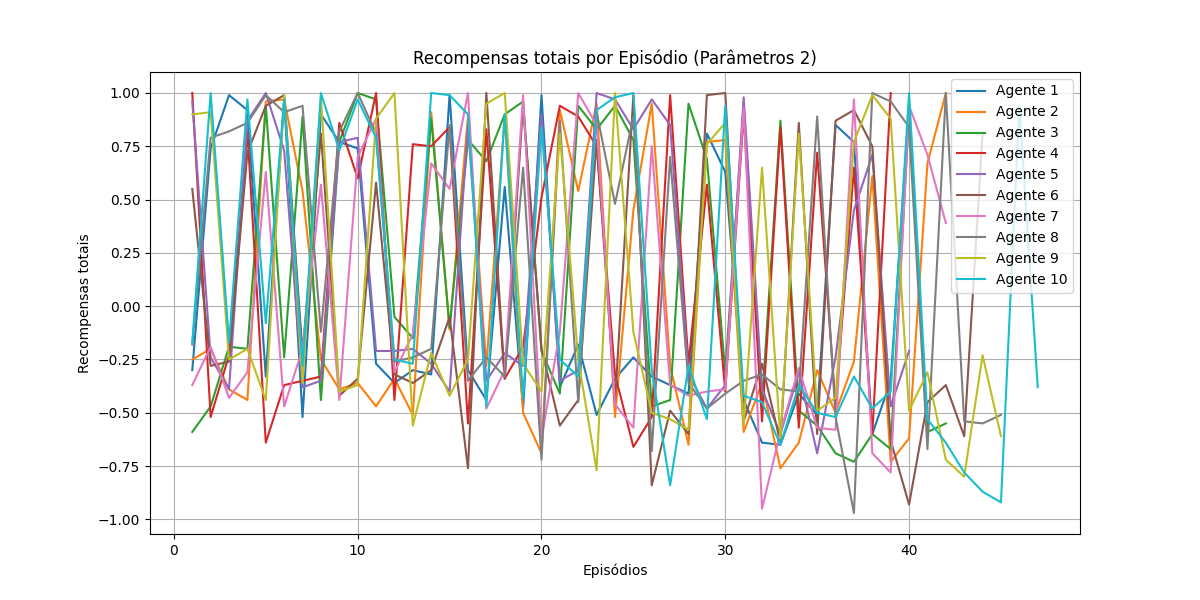 Recompensas totais por Episódio (Parâmetros 2)
Recompensas totais
1.00
0.75
0.50
0.25
0.00
−0.25
−0.50
−0.75
−1.00
0
10
20
30
40
Episódios
Agente 1
Agente 2
Agente 3
Agente 4
Agente 5
Agente 6
Agente 7
Agente 8
Agente 9
Agente 10